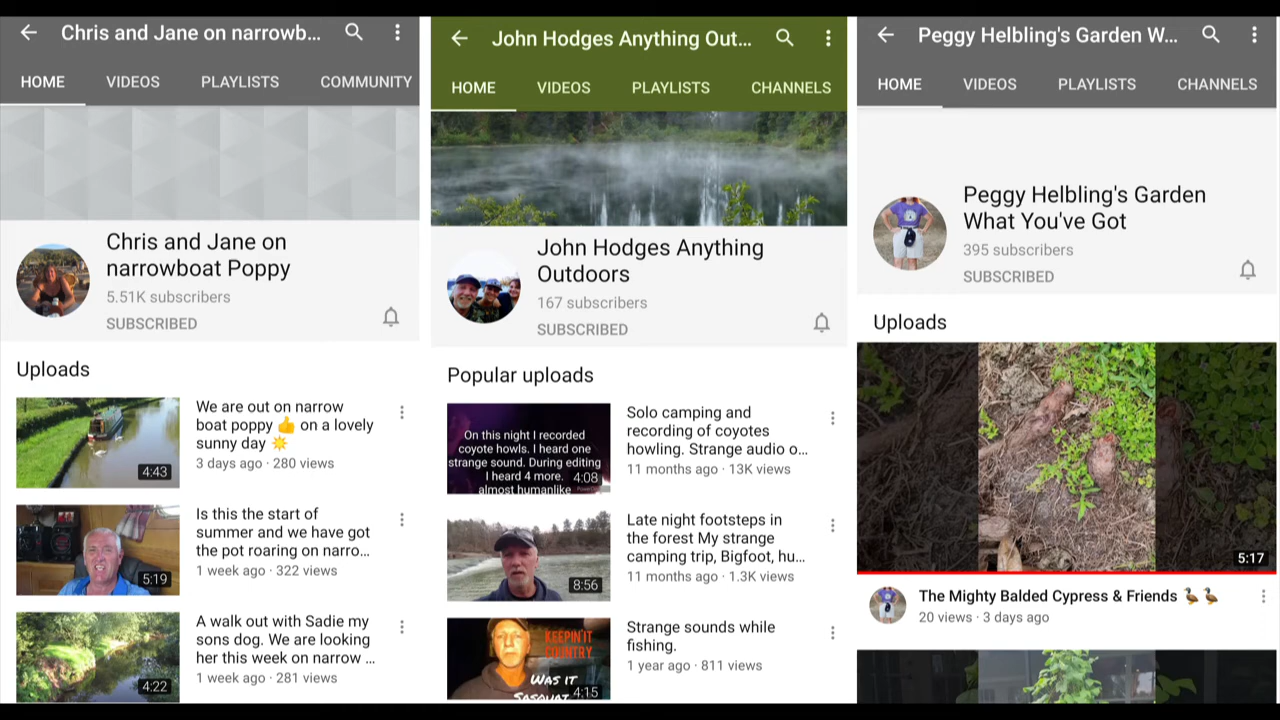 Chris and Jane on narrowb...
HOME VIDEOS PLAYLISTS COMMUNITY
Chris and Jane on
narrowboat Poppy
5.51K subscribers
SUBSCRIBED
Uploads
We are out on narrow
boat poppy 👍 on a lovely
sunny day ☀️
3 days ago · 280 views
4:43
Is this the start of
summer and we have got
the pot roaring on narro...
1 week ago · 322 views
5:19
A walk out with Sadie my
sons dog. We are looking
her this week on narrow ...
1 week ago · 281 views
4:22
John Hodges Anything Out...
HOME VIDEOS PLAYLISTS CHANNELS
John Hodges Anything
Outdoors
167 subscribers
SUBSCRIBED
Popular uploads
On this night I recorded
coyote howls. I heard one
strange sound. During editing
I heard 4 more.
almost humanlike
4:08
Solo camping and
recording of coyotes
howling. Strange audio o...
11 months ago · 13K views
8:56
Late night footsteps in
the forest My strange
camping trip, Bigfoot, hu...
11 months ago · 1.3K views
KEEPIN'IT
COUNTRY
WAS IT
SASQUAT
4:15
Strange sounds while
fishing.
1 year ago · 811 views
Peggy Helbling's Garden W...
HOME VIDEOS PLAYLISTS CHANNELS
Peggy Helbling's Garden
What You've Got
395 subscribers
SUBSCRIBED
Uploads
5:17
The Mighty Balded Cypress & Friends 🦆🦆
20 views · 3 days ago